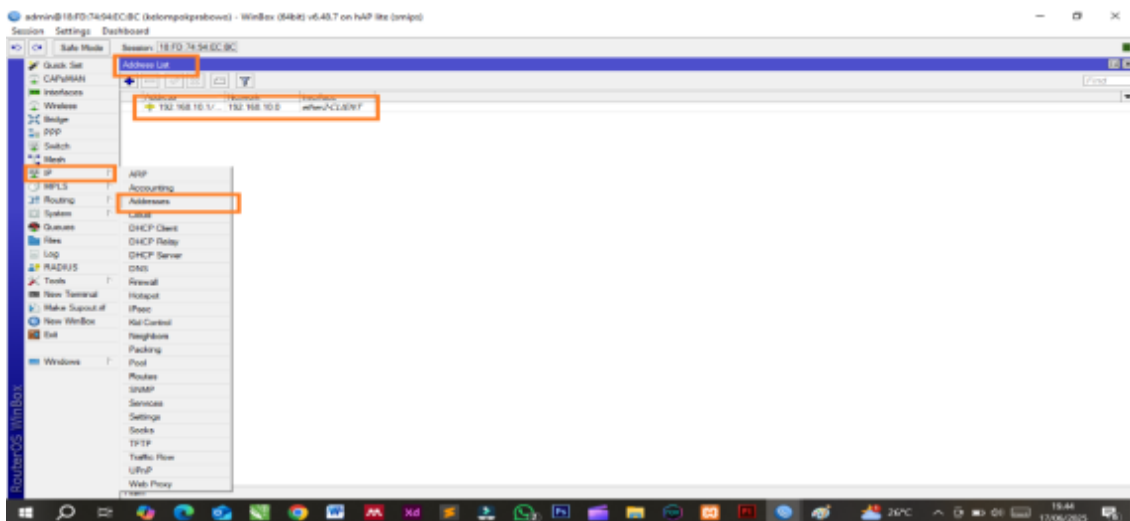 admin@18:FD:74:94:EC:BC (kelompokprabowo) - WinBox (64bit) v6.48.7 on hAP lite (smips)
Session Settings Dashboard
Safe Mode Session: 18:FD:74:94:EC:BC
Address List
Find
Address Network Interface
192.168.10.1/... 192.168.10.0
Quick Set
CAPsMAN
Interfaces
Wireless
Bridge
PPP
Switch
Mesh
IP
MPLS
Routing
System
Queues
Files
Log
RADIUS
Tools
New Terminal
Make Supout.rif
New WinBox
Exit
Windows
ARP
Accounting
Addresses
Cloud
DHCP Client
DHCP Relay
DHCP Server
DNS
Firewall
Hotspot
IPsec
Kid Control
Neighbors
Packing
Pool
Routes
SNMP
Services
Settings
Socks
TFTP
Traffic Flow
UPnP
Web Proxy
RouterOS WinBox
26°C
19.44
17/06/2025